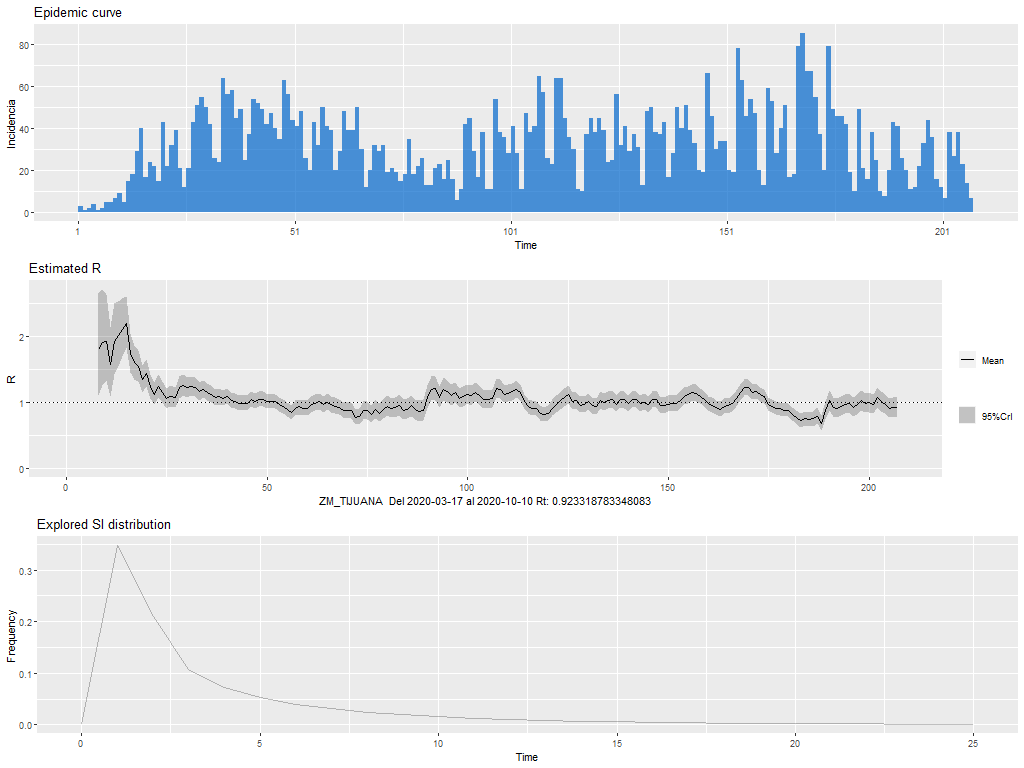 Epidemic curve
80
60
40
20
0
Incidencia
1 51 101 151 201
Time
Estimated R
2
1
0
R
0 50 100 150 200
ZM_TIJUANA Del 2020-03-17 al 2020-10-10 Rt: 0.923318783348083
Mean
95%CrI
Explored SI distribution
0.3
0.2
0.1
0.0
Frequency
0 5 10 15 20 25
Time